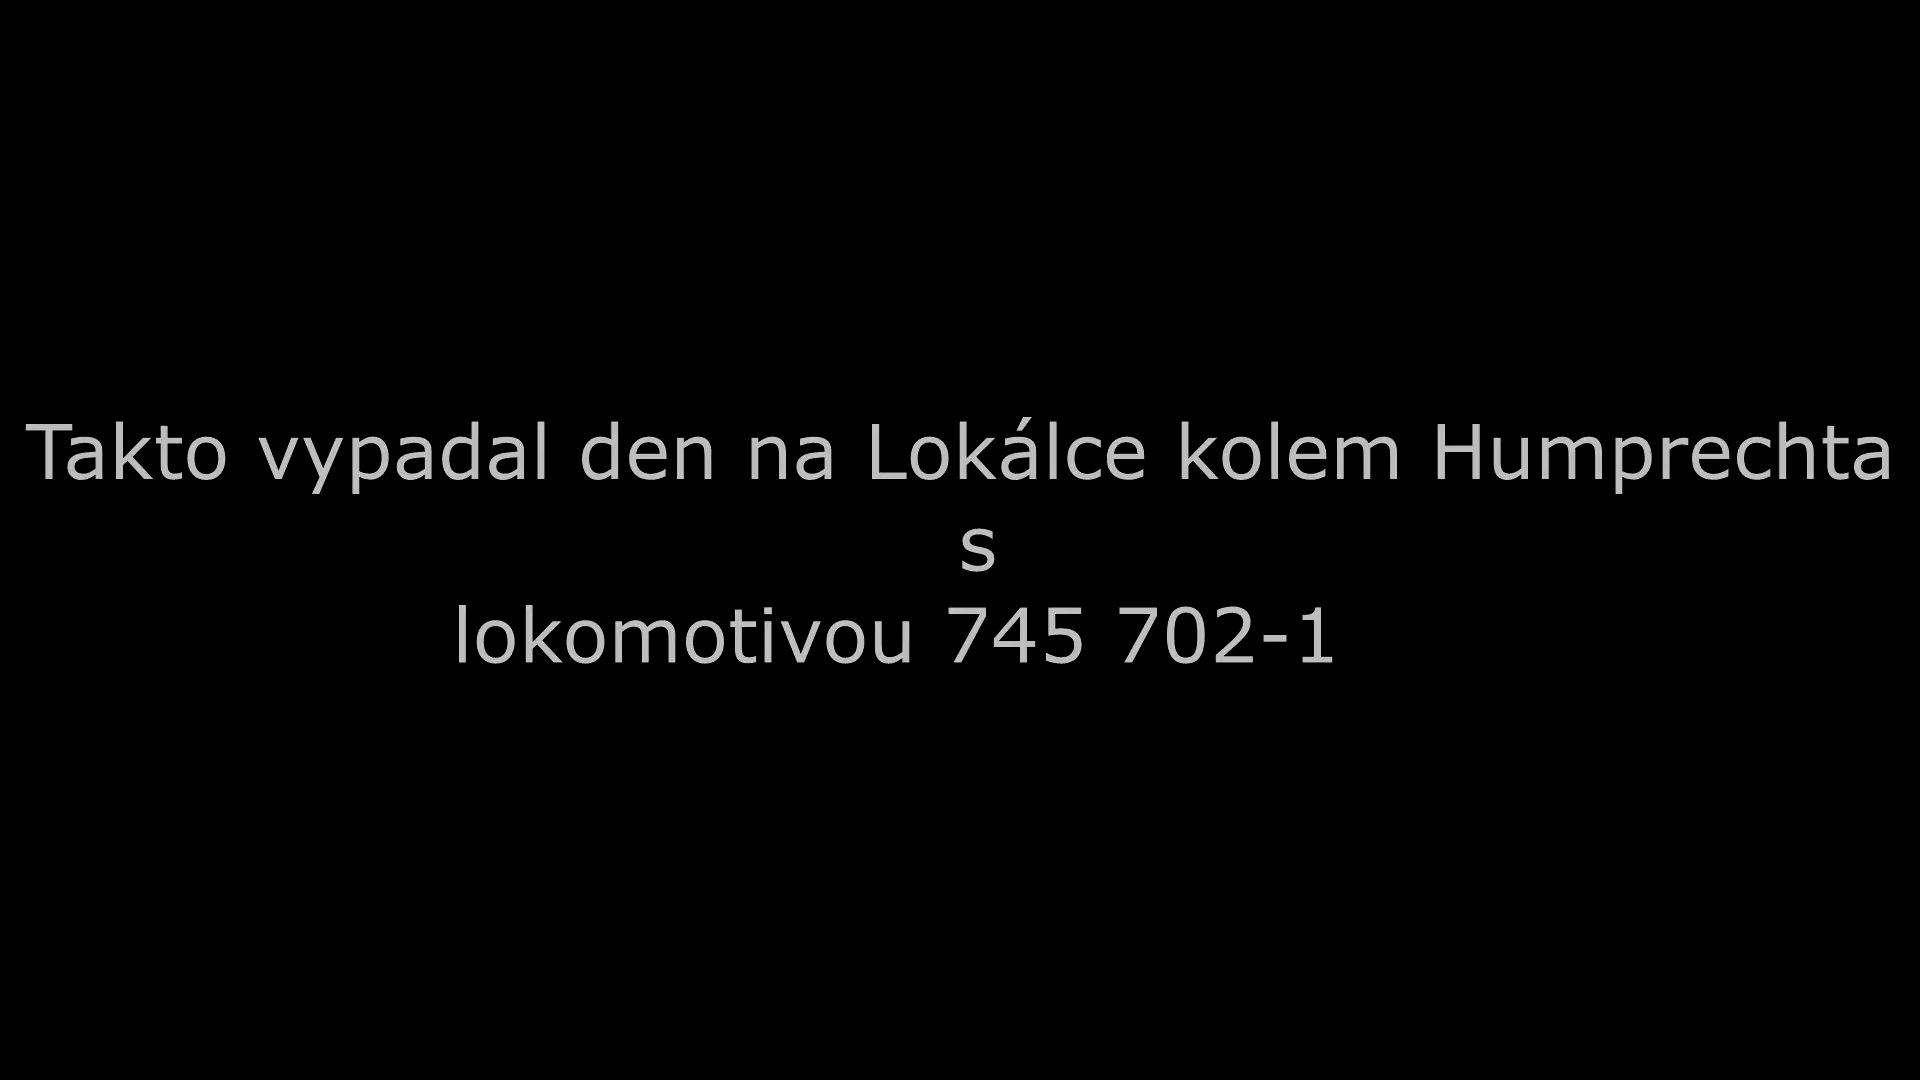 Takto vypadal den na Lokálce kolem Humprechta
s
lokomotivou 745 702-1